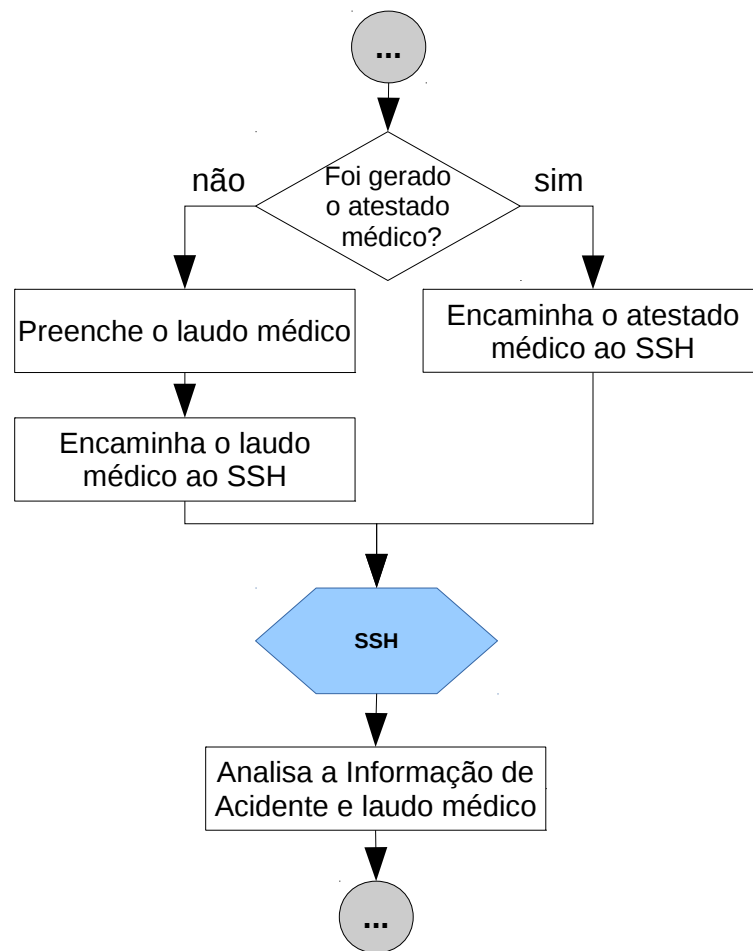 ...
Foi gerado
o atestado
médico?
não
sim
Preenche o laudo médico
Encaminha o atestado
médico ao SSH
Encaminha o laudo
médico ao SSH
SSH
Analisa a Informação de
Acidente e laudo médico
...